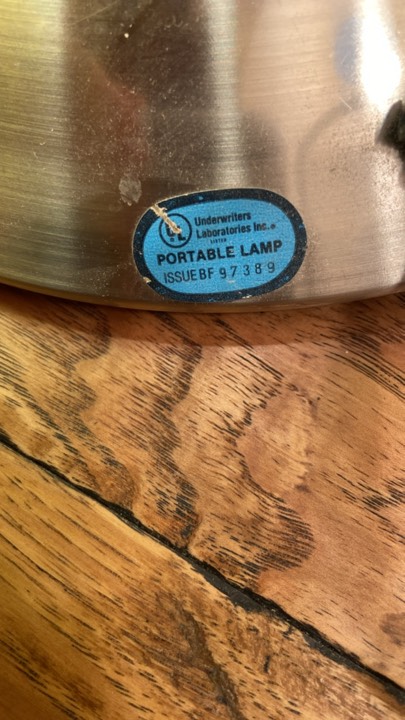 UL
Underwriters
Laboratories Inc.®
LISTED
PORTABLE LAMP
ISSUE BF 97389